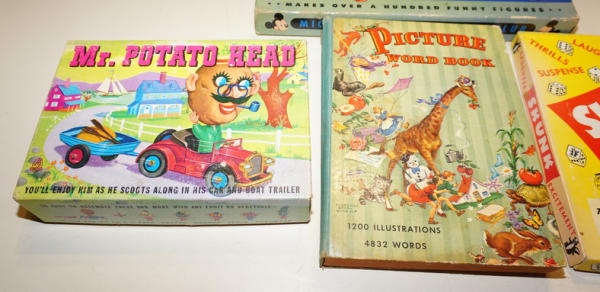 MAKES OVER A HUNDRED FUNNY FIGURES
Mr. POTATO HEAD
YOU'LL ENJOY HIM AS HE SCOOTS ALONG IN HIS CAR AND BOAT TRAILER
PICTURE
WORD BOOK
1200 ILLUSTRATIONS
4832 WORDS
THRILLS
SUSPENSE
SKUNK
EXCITEMENT